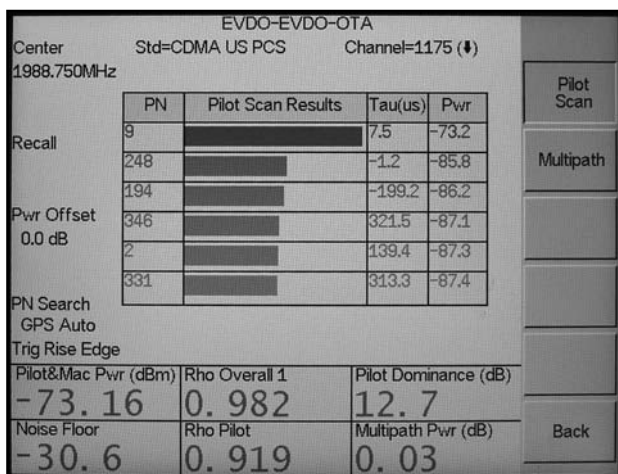 EVDO-EVDO-OTA
Center Std=CDMA US PCS Channel=1175 (⬇)
1988.750MHz
Pilot Scan
PN Pilot Scan Results Tau(us) Pwr
9 7.5 -73.2
Recall
248 -1.2 -85.8
Multipath
194 -199.2 -86.2
Pwr Offset
346 321.5 -87.1
0.0 dB
2 139.4 -87.3
331 313.3 -87.4
PN Search
GPS Auto
Trig Rise Edge
Pilot&Mac Pwr (dBm) Rho Overall 1 Pilot Dominance (dB)
-73.16 0.982 12.7
Noise Floor Rho Pilot Multipath Pwr (dB)
-30.6 0.919 0.03
Back